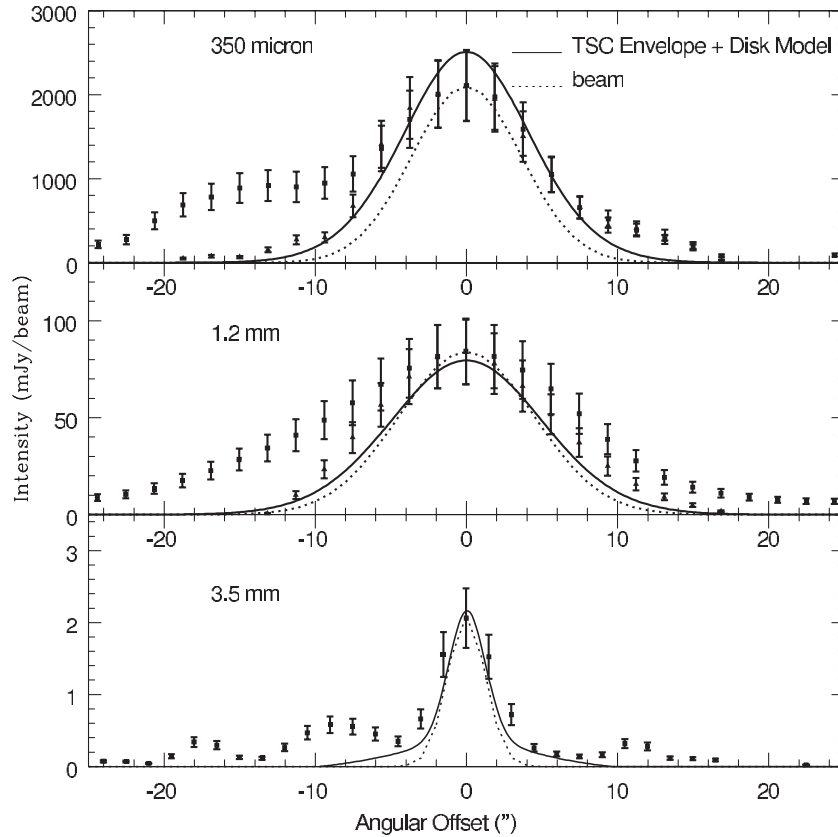 350 micron
TSC Envelope + Disk Model
beam
3000
2000
1000
0
-20 -10 0 10 20
1.2 mm
100
50
0
-20 -10 0 10 20
3.5 mm
3
2
1
0
-20 -10 0 10 20
Intensity (mJy/beam)
Angular Offset (")